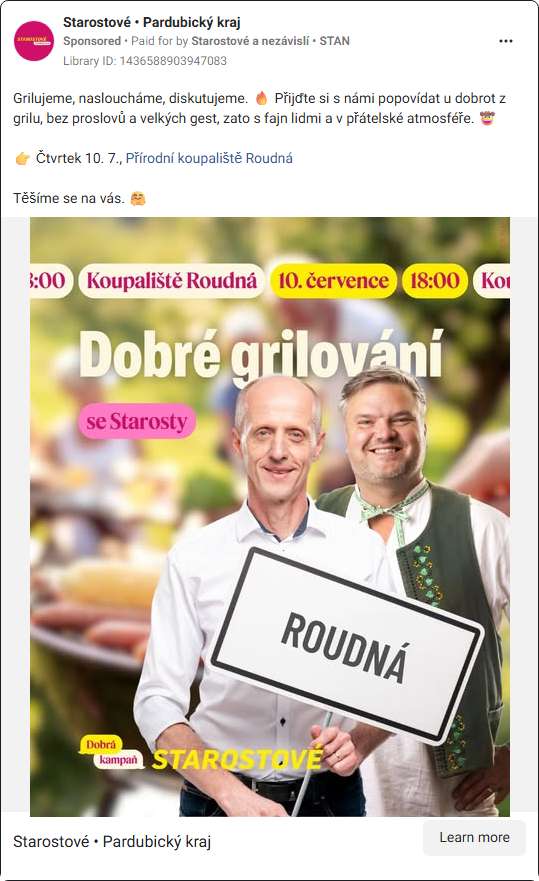 Starostové • Pardubický kraj
Sponsored • Paid for by Starostové a nezávislí • STAN
Library ID: 1436588903947083
Grilujeme, nasloucháme, diskutujeme. 🔥 Přijďte si s námi popovídat u dobrot z
grilu, bez proslovů a velkých gest, zato s fajn lidmi a v přátelské atmosféře. 🤠
👉 Čtvrtek 10. 7., Přírodní koupaliště Roudná
Těšíme se na vás. 🤗
8:00 Koupaliště Roudná 10. července 18:00 Kou
Dobré grilování
se Starosty
ROUDNÁ
Dobrá
kampaň
STAROSTOVÉ
Starostové • Pardubický kraj
Learn more